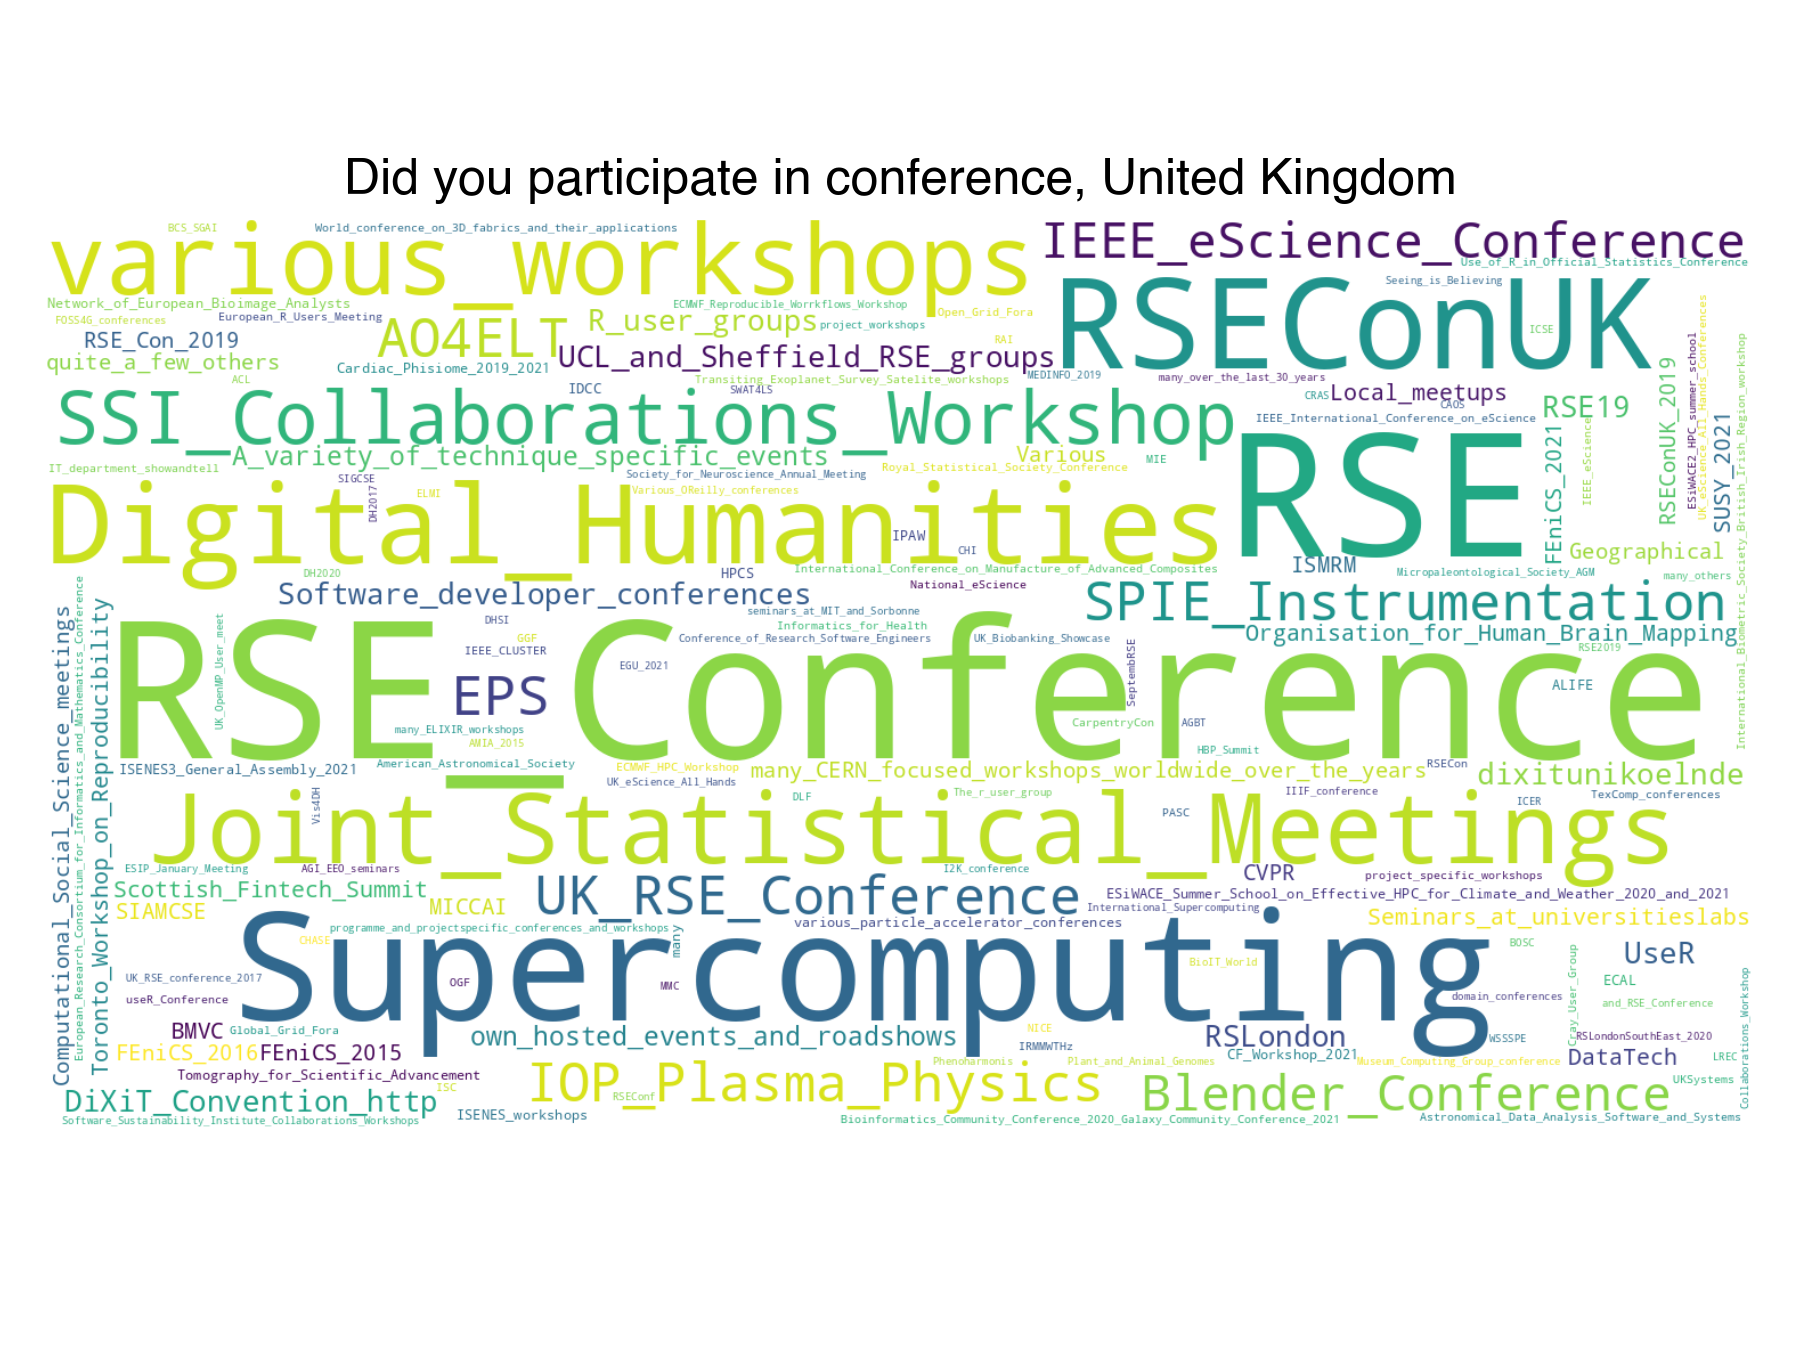 Did you participate in conference, United Kingdom
BCS_SGAI
World_conference_on_3D_fabrics_and_their_applications
various_workshops
IEEE_eScience_Conference
Use_of_R_in_Official_Statistics_Conference
Seeing_is_Believing
RSEConUK
Network_of_European_Bioimage_Analysts
ECMWF_Reproducible_Worrkflows_Workshop
Open_Grid_Fora
FOSS4G_conferences
European_R_Users_Meeting
AO4ELT
R_user_groups
project_workshops
ICSE
RSE_Con_2019
RAI
quite_a_few_others
UCL_and_Sheffield_RSE_groups
Cardiac_Phisiome_2019_2021
ACL
IDCC
Transiting_Exoplanet_Survey_Satelite_workshops
SWAT4LS
MEDINFO_2019
many_over_the_last_30_years
CRAS
Local_meetups
CAOS
RSE19
IEEE_International_Conference_on_eScience
SSI_Collaborations_Workshop
RSEConUK_2019
ESiWACE2_HPC_summer_school
UK_eScience_All_Hands_Conferences
SUSY_2021
International_Biometric_Society_British_Irish_Region_workshop
FEniCS_2021
IEEE_eScience
RSE
A_variety_of_technique_specific_events
Various
MIE
IT_department_showandtell
SIGCSE
Society_for_Neuroscience_Annual_Meeting
Royal_Statistical_Society_Conference
DH2017
ELMI
Various_OReilly_conferences
Digital_Humanities
IPAW
CHI
Geographical
DH2020
HPCS
International_Conference_on_Manufacture_of_Advanced_Composites
ISMRM
Micropaleontological_Society_AGM
many_others
National_eScience
Software_developer_conferences
SPIE_Instrumentation
Computational_Social_Science_meetings
European_Research_Consortium_for_Informatics_and_Mathematics_Conference
Toronto_Workshop_on_Reproducibility
seminars_at_MIT_and_Sorbonne
DHSI
Informatics_for_Health
Organisation_for_Human_Brain_Mapping
GGF
Conference_of_Research_Software_Engineers
UK_Biobanking_Showcase
UK_OpenMP_User_meet
IEEE_CLUSTER
SeptembRSE
RSE2019
EGU_2021
RSE_Conference
EPS
ALIFE
many_ELIXIR_workshops
CarpentryCon
AGBT
AMIA_2015
HBP_Summit
ISENES3_General_Assembly_2021
American_Astronomical_Society
ECMWF_HPC_Workshop
many_CERN_focused_workshops_worldwide_over_the_years
RSECon
dixitunikoelnde
UK_eScience_All_Hands
Vis4DH
DLF
The_r_user_group
IIIF_conference
TexComp_conferences
ICER
PASC
Joint_Statistical_Meetings
ESIP_January_Meeting
AGI_EEO_seminars
I2K_conference
CVPR
project_specific_workshops
Scottish_Fintech_Summit
UK_RSE_Conference
ESiWACE_Summer_School_on_Effective_HPC_for_Climate_and_Weather_2020_and_2021
SIAMCSE
MICCAI
International_Supercomputing
Seminars_at_universitieslabs
various_particle_accelerator_conferences
programme_and_projectspecific_conferences_and_workshops
many
CHASE
BOSC
UseR
Cray_User_Group
Collaborations_Workshop
Supercomputing
BioIT_World
UK_RSE_conference_2017
OGF
MMC
ECAL
useR_Conference
domain_conferences
and_RSE_Conference
BMVC
Global_Grid_Fora
own_hosted_events_and_roadshows
NICE
RSLondon
WSSSPE
RSLondonSouthEast_2020
IRMMWTHz
FEniCS_2016
FEniCS_2015
CF_Workshop_2021
DataTech
LREC
Phenoharmonis
Plant_and_Animal_Genomes
Museum_Computing_Group_conference
Tomography_for_Scientific_Advancement
UKSystems
ISC
IOP_Plasma_Physics
Blender_Conference
DiXiT_Convention_http
RSEConf
ISENES_workshops
Software_Sustainability_Institute_Collaborations_Workshops
Bioinformatics_Community_Conference_2020_Galaxy_Community_Conference_2021
Astronomical_Data_Analysis_Software_and_Systems